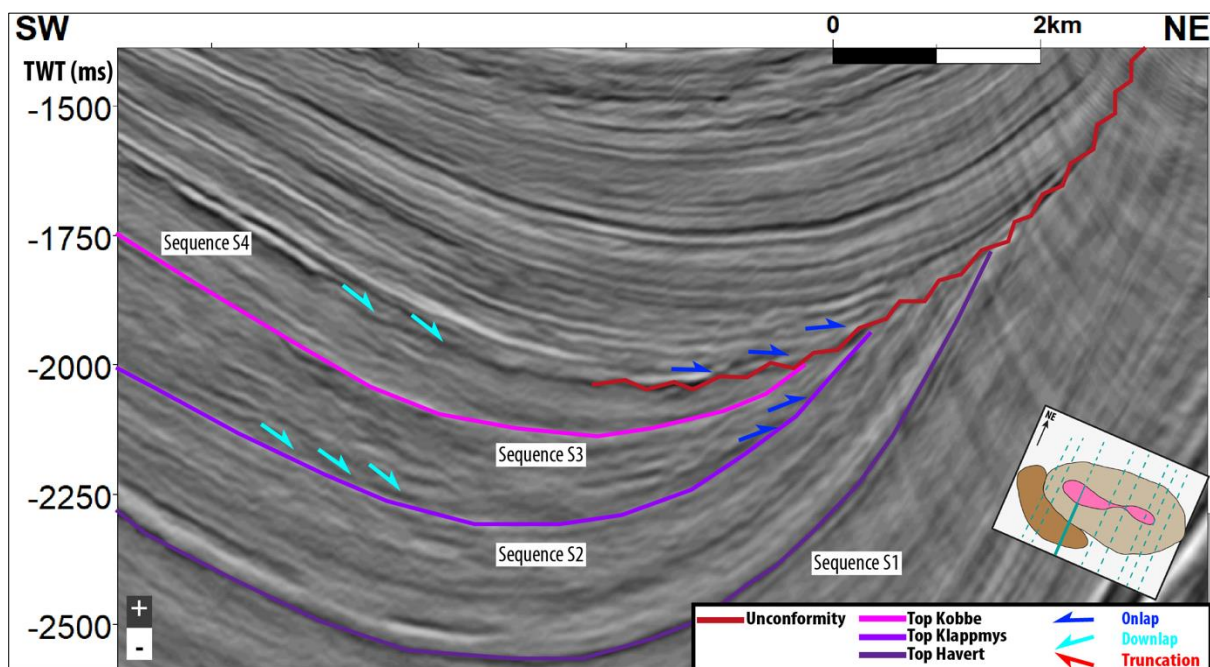 SW
0
2km
NE
TWT (ms)
-1500
-1750
Sequence S4
-2000
Sequence S3
-2250
Sequence S2
Sequence S1
-2500
NE
+
-
Unconformity
Top Kobbe
Top Klappmys
Top Havert
Onlap
Downlap
Truncation